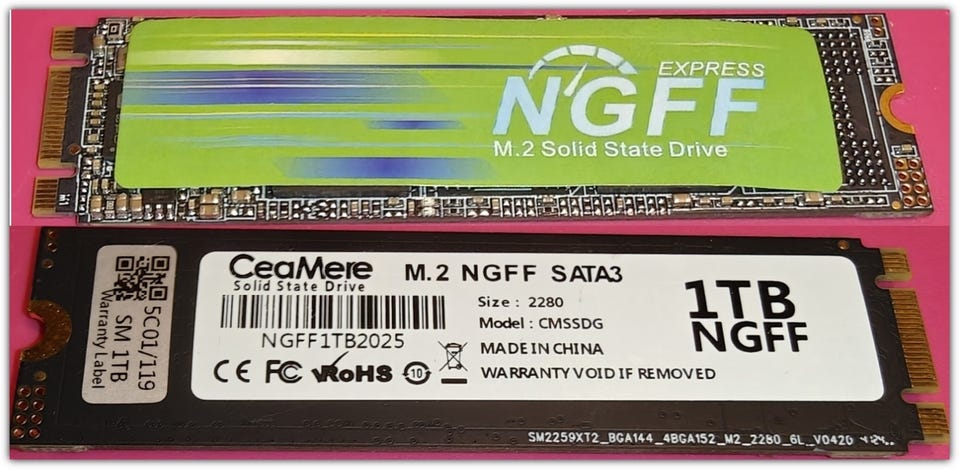 EXPRESS
NGFF
M.2 Solid State Drive
5C01/119
SM 1TB
Warranty Label
CeaMere
Solid State Drive
M.2 NGFF SATA3
NGFF1TB2025
Size : 2280
Model : CMSSDG
MADE IN CHINA
WARRANTY VOID IF REMOVED
CE FC RoHS 10
1TB
NGFF
SM2259XT2_BGA144_4BGA152_M2_2280_6L_V0420